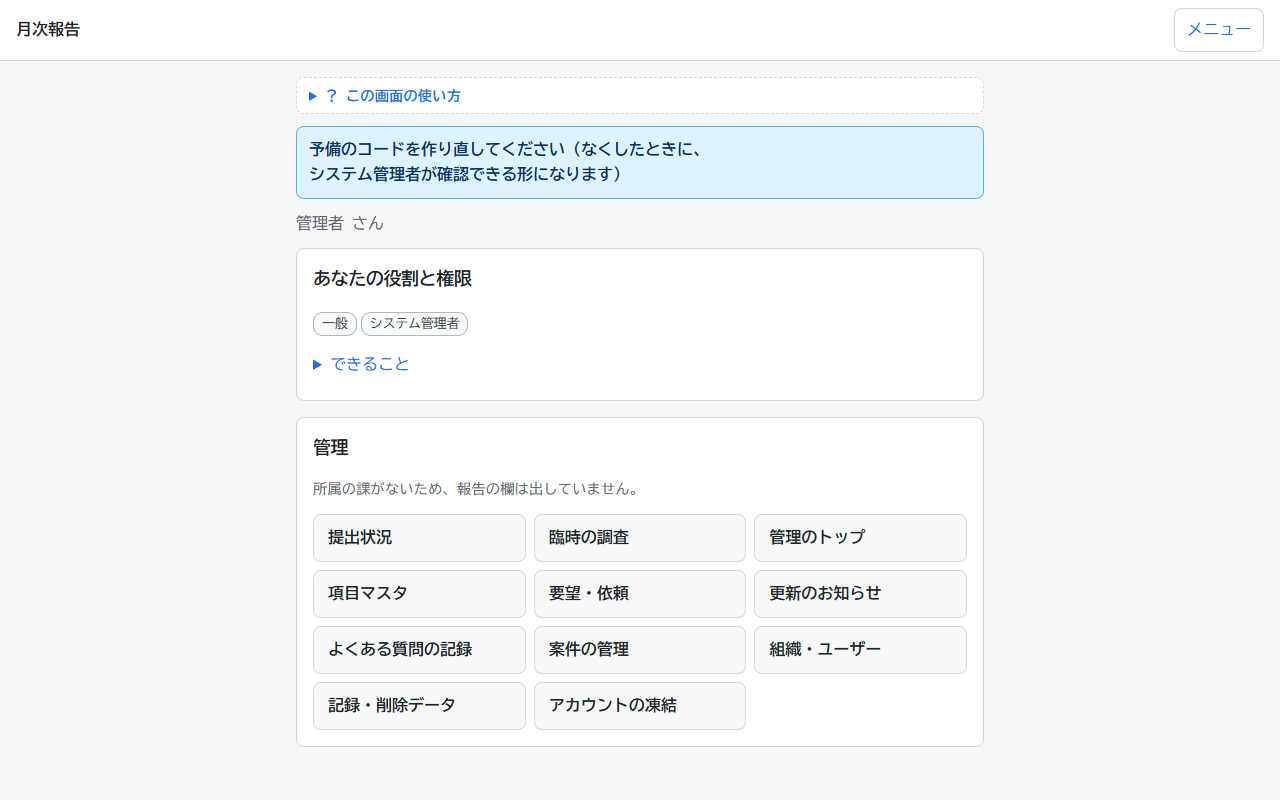 月次報告
メニュー
▶ ? この画面の使い方
予備のコードを作り直してください（なくしたときに、
システム管理者が確認できる形になります）
管理者 さん
あなたの役割と権限
一般 システム管理者
▶ できること
管理
所属の課がないため、報告の欄は出していません。
提出状況 臨時の調査 管理のトップ
項目マスタ 要望・依頼 更新のお知らせ
よくある質問の記録 案件の管理 組織・ユーザー
記録・削除データ アカウントの凍結